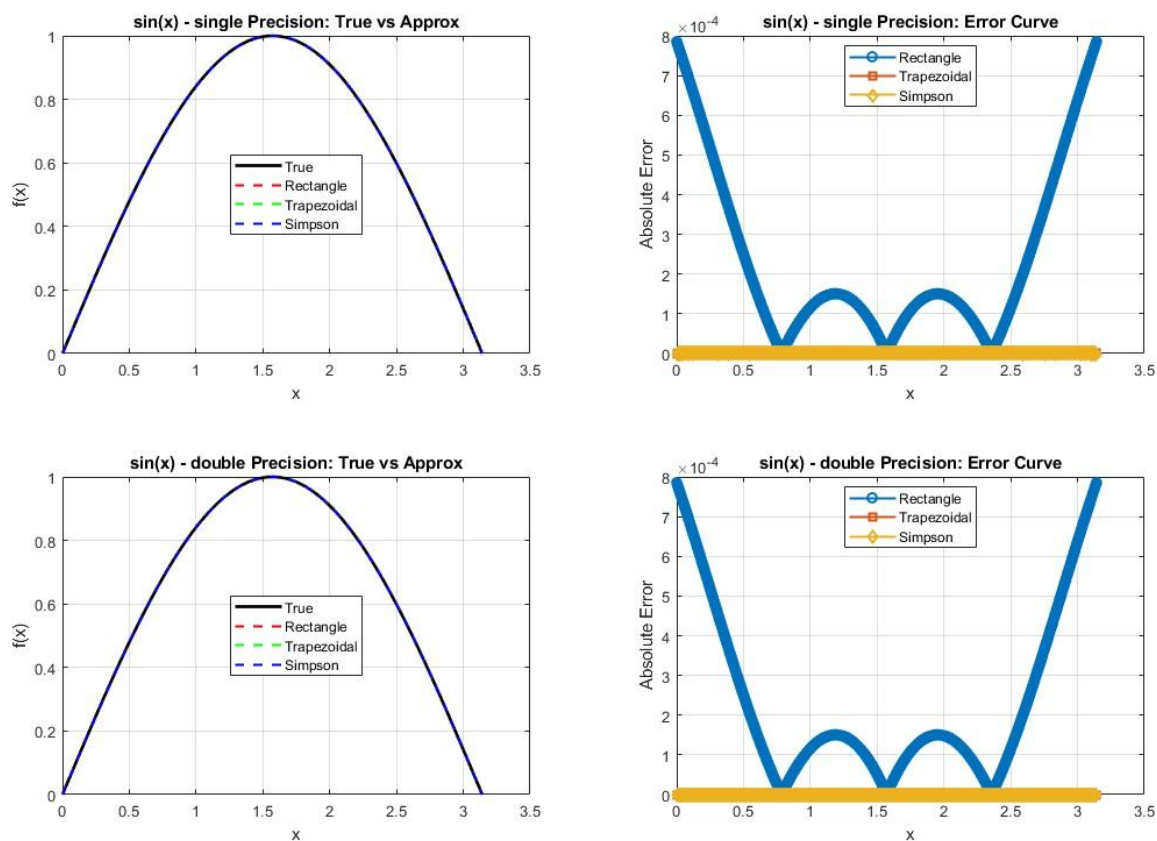 sin(x) - single Precision: True vs Approx
1
0.8
0.6
0.4
0.2
0
f(x)
True
Rectangle
Trapezoidal
Simpson
0 0.5 1 1.5 2 2.5 3 3.5
x
sin(x) - single Precision: Error Curve
×10-4
8
7
6
5
4
3
2
1
0
Absolute Error
Rectangle
Trapezoidal
Simpson
0 0.5 1 1.5 2 2.5 3 3.5
x
sin(x) - double Precision: True vs Approx
1
0.8
0.6
0.4
0.2
0
f(x)
True
Rectangle
Trapezoidal
Simpson
0 0.5 1 1.5 2 2.5 3 3.5
x
sin(x) - double Precision: Error Curve
×10-4
8
7
6
5
4
3
2
1
0
Absolute Error
Rectangle
Trapezoidal
Simpson
0 0.5 1 1.5 2 2.5 3 3.5
x